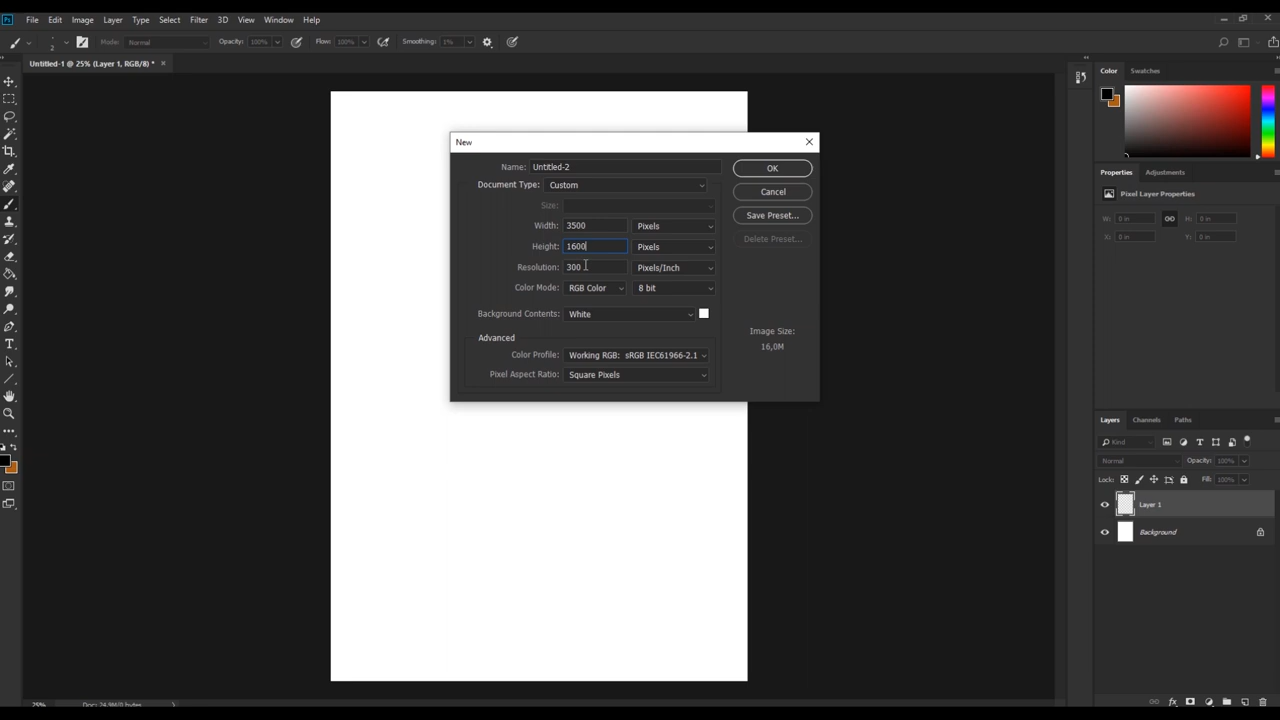 Ps File Edit Image Layer Type Select Filter 3D View Window Help
2 Mode: Normal Opacity: 100% Flow: 100% Smoothing: 1%
Untitled-1 @ 25% (Layer 1, RGB/8) *
Color Swatches
New
Name: Untitled-2
OK
Document Type: Custom
Cancel
Size:
Width: 3500 Pixels
Save Preset...
Height: 1600 Pixels
Delete Preset...
Resolution: 300 Pixels/Inch
Color Mode: RGB Color 8 bit
Background Contents: White
Image Size:
16,0M
Advanced
Color Profile: Working RGB: sRGB IEC61966-2.1
Pixel Aspect Ratio: Square Pixels
Properties Adjustments
Pixel Layer Properties
W: 0 in H: 0 in
X: 0 in Y: 0 in
Layers Channels Paths
Kind
Normal Opacity: 100%
Lock: Fill: 100%
Layer 1
Background
T
25%
fx